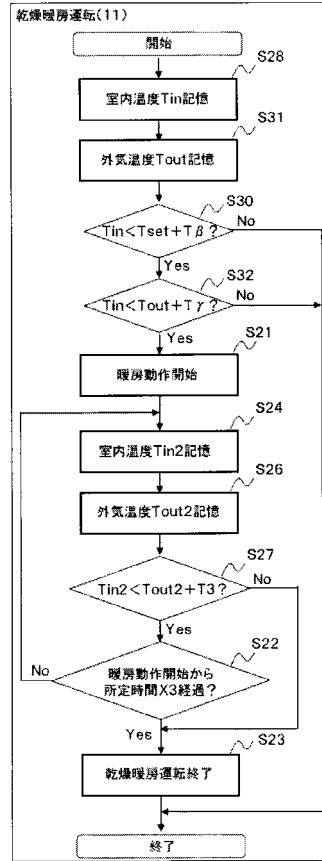 乾燥暖房運転(11)
開始
S28
室内温度Tin記憶
S31
外気温度Tout記憶
S30
Tin<Tset+Tβ?
No
Yes
S32
Tin<Tout+Tγ?
No
Yes
S21
暖房動作開始
S24
室内温度Tin2記憶
S26
外気温度Tout2記憶
S27
Tin2<Tout2+T3?
No
Yes
S22
No
暖房動作開始から
所定時間X3経過?
Yes
S23
乾燥暖房運転終了
終了